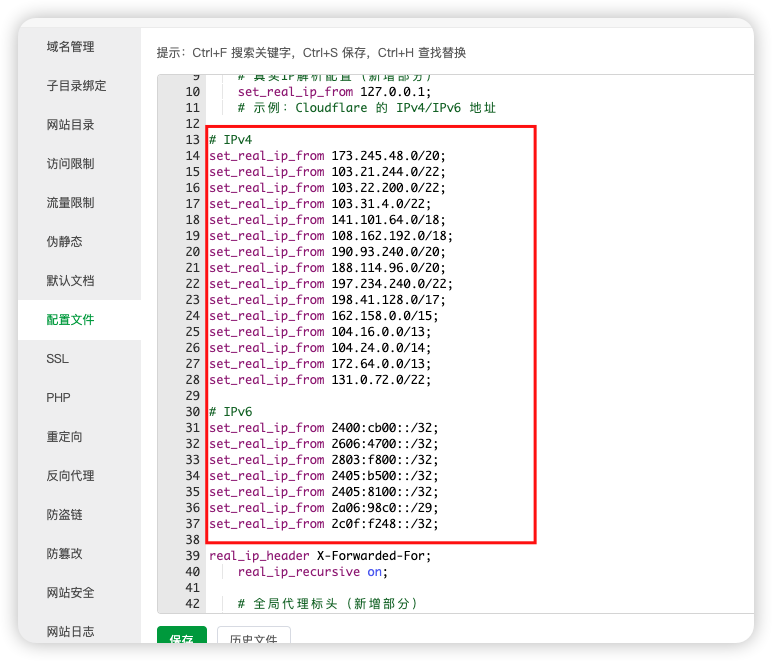 域名管理
子目录绑定
网站目录
访问限制
流量限制
伪静态
默认文档
配置文件
SSL
PHP
重定向
反向代理
防盗链
防篡改
网站安全
网站日志
提示：Ctrl+F 搜索关键字，Ctrl+S 保存，Ctrl+H 查找替换
9 # 真实IP解析配置（新增部分）
10 set_real_ip_from 127.0.0.1;
11 # 示例：Cloudflare 的 IPv4/IPv6 地址
12
13 # IPv4
14 set_real_ip_from 173.245.48.0/20;
15 set_real_ip_from 103.21.244.0/22;
16 set_real_ip_from 103.22.200.0/22;
17 set_real_ip_from 103.31.4.0/22;
18 set_real_ip_from 141.101.64.0/18;
19 set_real_ip_from 108.162.192.0/18;
20 set_real_ip_from 190.93.240.0/20;
21 set_real_ip_from 188.114.96.0/20;
22 set_real_ip_from 197.234.240.0/22;
23 set_real_ip_from 198.41.128.0/17;
24 set_real_ip_from 162.158.0.0/15;
25 set_real_ip_from 104.16.0.0/13;
26 set_real_ip_from 104.24.0.0/14;
27 set_real_ip_from 172.64.0.0/13;
28 set_real_ip_from 131.0.72.0/22;
29
30 # IPv6
31 set_real_ip_from 2400:cb00::/32;
32 set_real_ip_from 2606:4700::/32;
33 set_real_ip_from 2803:f800::/32;
34 set_real_ip_from 2405:b500::/32;
35 set_real_ip_from 2405:8100::/32;
36 set_real_ip_from 2a06:98c0::/29;
37 set_real_ip_from 2c0f:f248::/32;
38
39 real_ip_header X-Forwarded-For;
40 real_ip_recursive on;
41
42 # 全局代理标头（新增部分）
保存
历史文件